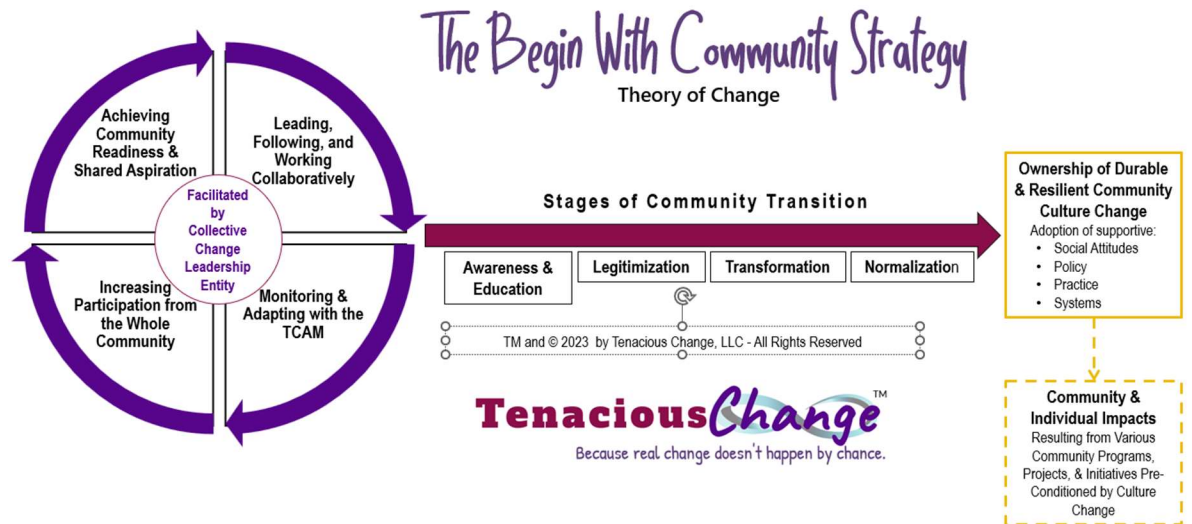 The Begin With Community Strategy
Theory of Change
Achieving
Community
Readiness &
Shared Aspiration
Leading,
Following, and
Working
Collaboratively
Facilitated
by
Collective
Change
Leadership
Entity
Increasing
Participation from
the Whole
Community
Monitoring &
Adapting with the
TCAM
Stages of Community Transition
Awareness &
Education
Legitimization
Transformation
Normalization
TM and © 2023 by Tenacious Change, LLC - All Rights Reserved
TenaciousChange™
Because real change doesn't happen by chance.
Ownership of Durable
& Resilient Community
Culture Change
Adoption of supportive:
• Social Attitudes
• Policy
• Practice
• Systems
Community &
Individual Impacts
Resulting from Various
Community Programs,
Projects, & Initiatives Pre-
Conditioned by Culture
Change